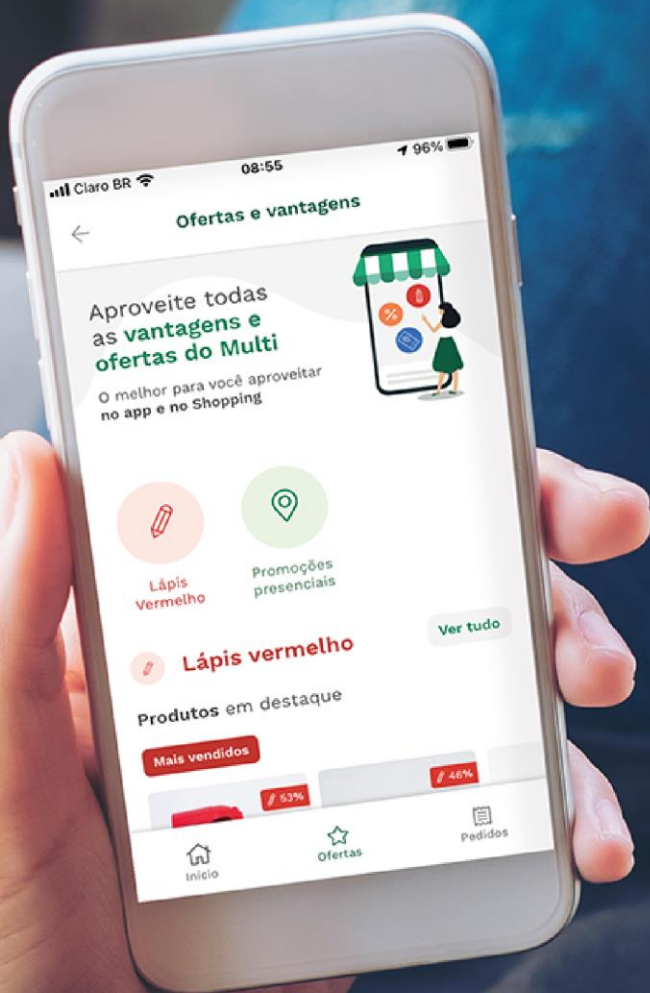 Claro BR
08:55
96%
Ofertas e vantagens
Aproveite todas
as vantagens e
ofertas do Multi
O melhor para você aproveitar
no app e no Shopping
Lápis
Vermelho
Promoções
presenciais
Lápis vermelho
Ver tudo
Produtos em destaque
Mais vendidos
53%
46%
Início
Ofertas
Pedidos